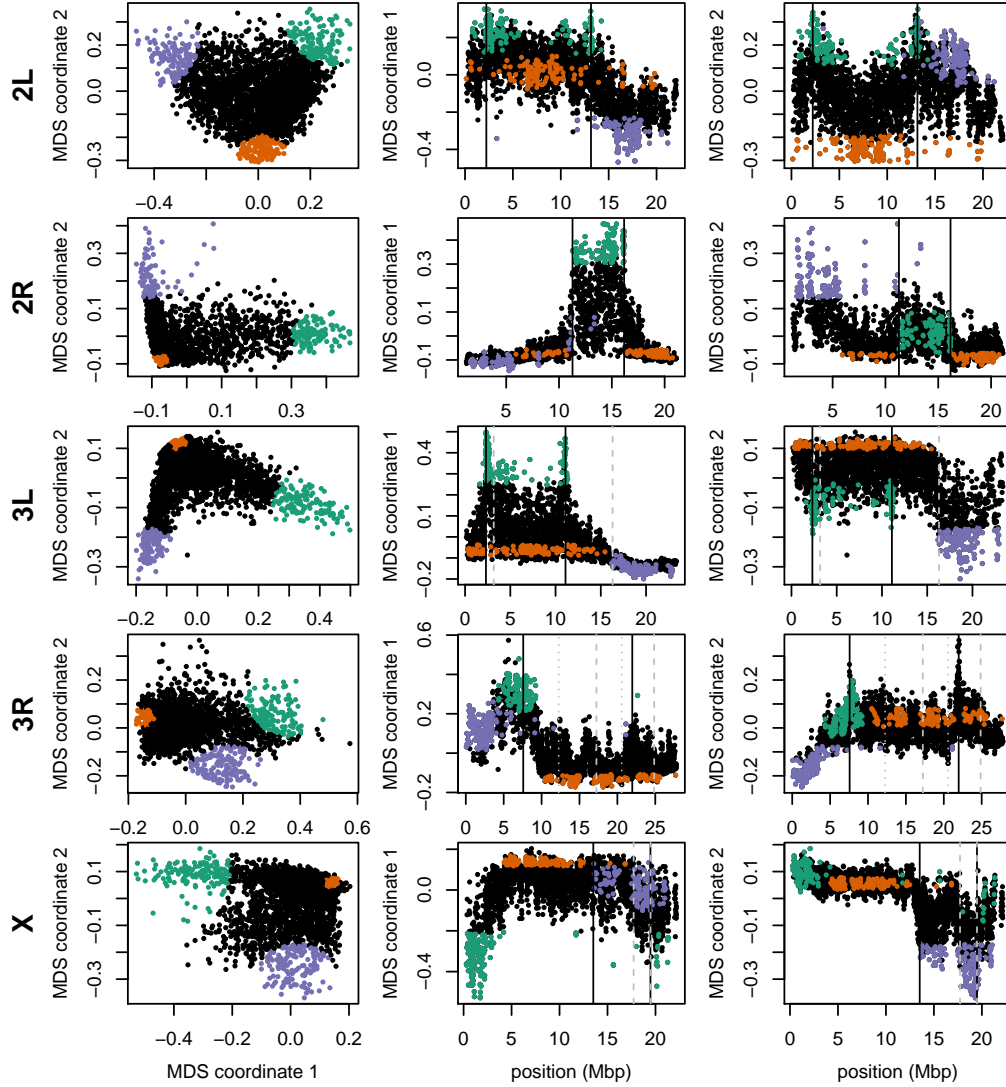 2L
MDS coordinate 2
−0.3 0.0 0.2
−0.4 0.0 0.2
MDS coordinate 1
−0.4 0.0
0 5 10 15 20
MDS coordinate 2
−0.3 0.0 0.2
0 5 10 15 20
2R
MDS coordinate 2
−0.1 0.1 0.3
−0.1 0.1 0.3
MDS coordinate 1
−0.1 0.1 0.3
5 10 15 20
MDS coordinate 2
−0.1 0.1 0.3
5 10 15 20
3L
MDS coordinate 2
−0.3 −0.1 0.1
−0.2 0.0 0.2 0.4
MDS coordinate 1
−0.2 0.1 0.4
0 5 10 15 20
MDS coordinate 2
−0.3 −0.1 0.1
0 5 10 15 20
3R
MDS coordinate 2
−0.2 0.0 0.2
−0.2 0.0 0.2 0.4 0.6
MDS coordinate 1
−0.2 0.2 0.6
0 5 10 15 20 25
MDS coordinate 2
−0.2 0.0 0.2
0 5 10 15 20 25
X
MDS coordinate 2
−0.3 −0.1 0.1
−0.4 −0.2 0.0 0.2
MDS coordinate 1
−0.4 0.0
0 5 10 15 20
MDS coordinate 2
−0.3 −0.1 0.1
0 5 10 15 20
MDS coordinate 1
position (Mbp)
position (Mbp)